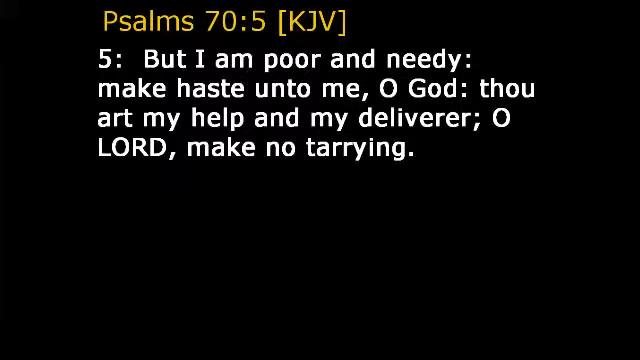 Psalms 70:5 [KJV]
5:  But I am poor and needy:
make haste unto me, O God: thou
art my help and my deliverer; O
LORD, make no tarrying.